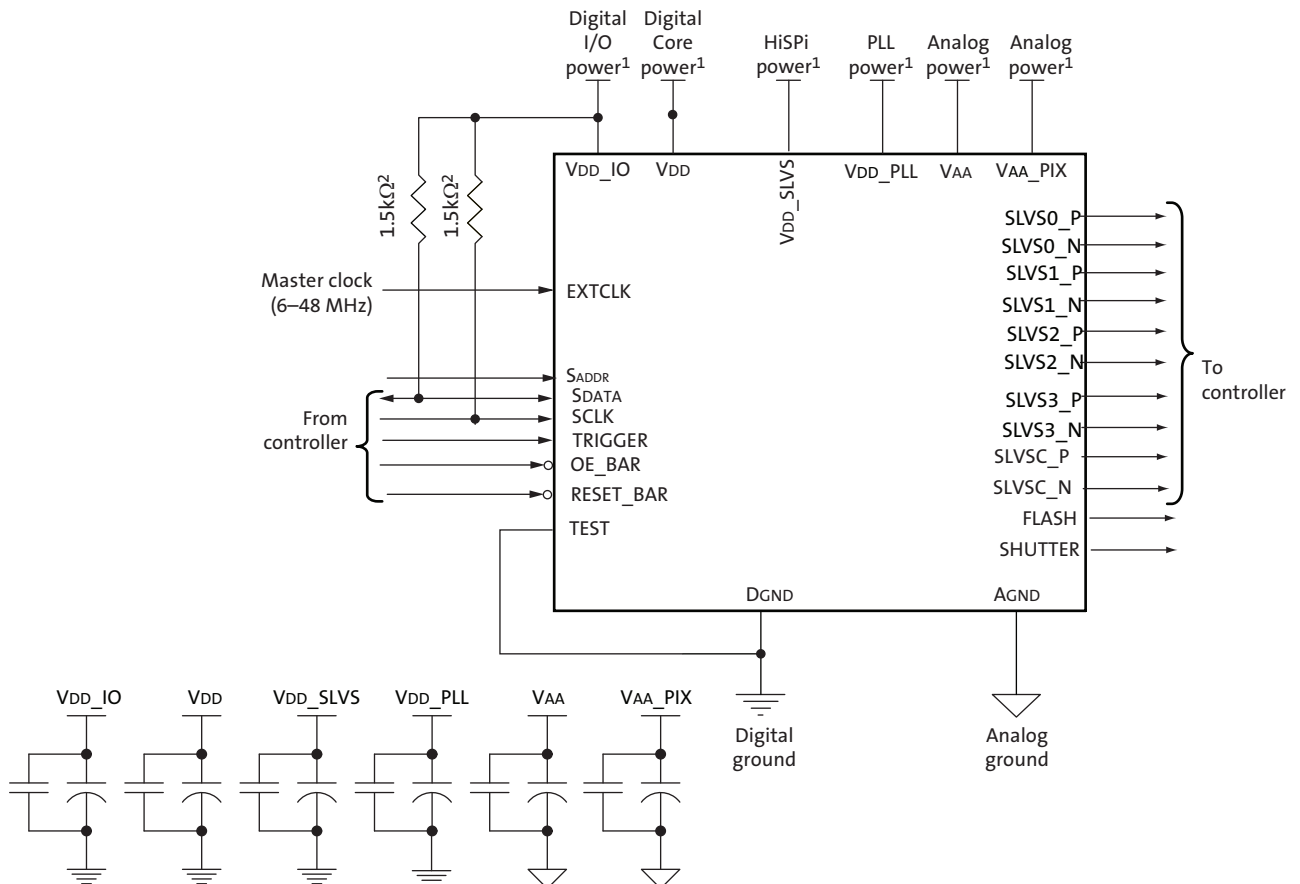 Digital
I/O
power1
Digital
Core
power1
HiSPi
power1
PLL
power1
Analog
power1
Analog
power1
VDD_IO
VDD
VDD_SLVS
VDD_PLL
VAA
VAA_PIX
1.5kΩ2
1.5kΩ2
Master clock
(6–48 MHz)
EXTCLK
SADDR
SDATA
SCLK
TRIGGER
OE_BAR
RESET_BAR
TEST
From
controller
SLVS0_P
SLVS0_N
SLVS1_P
SLVS1_N
SLVS2_P
SLVS2_N
SLVS3_P
SLVS3_N
SLVSC_P
SLVSC_N
FLASH
SHUTTER
To
controller
DGND
AGND
Digital
ground
Analog
ground
VDD_IO
VDD
VDD_SLVS
VDD_PLL
VAA
VAA_PIX